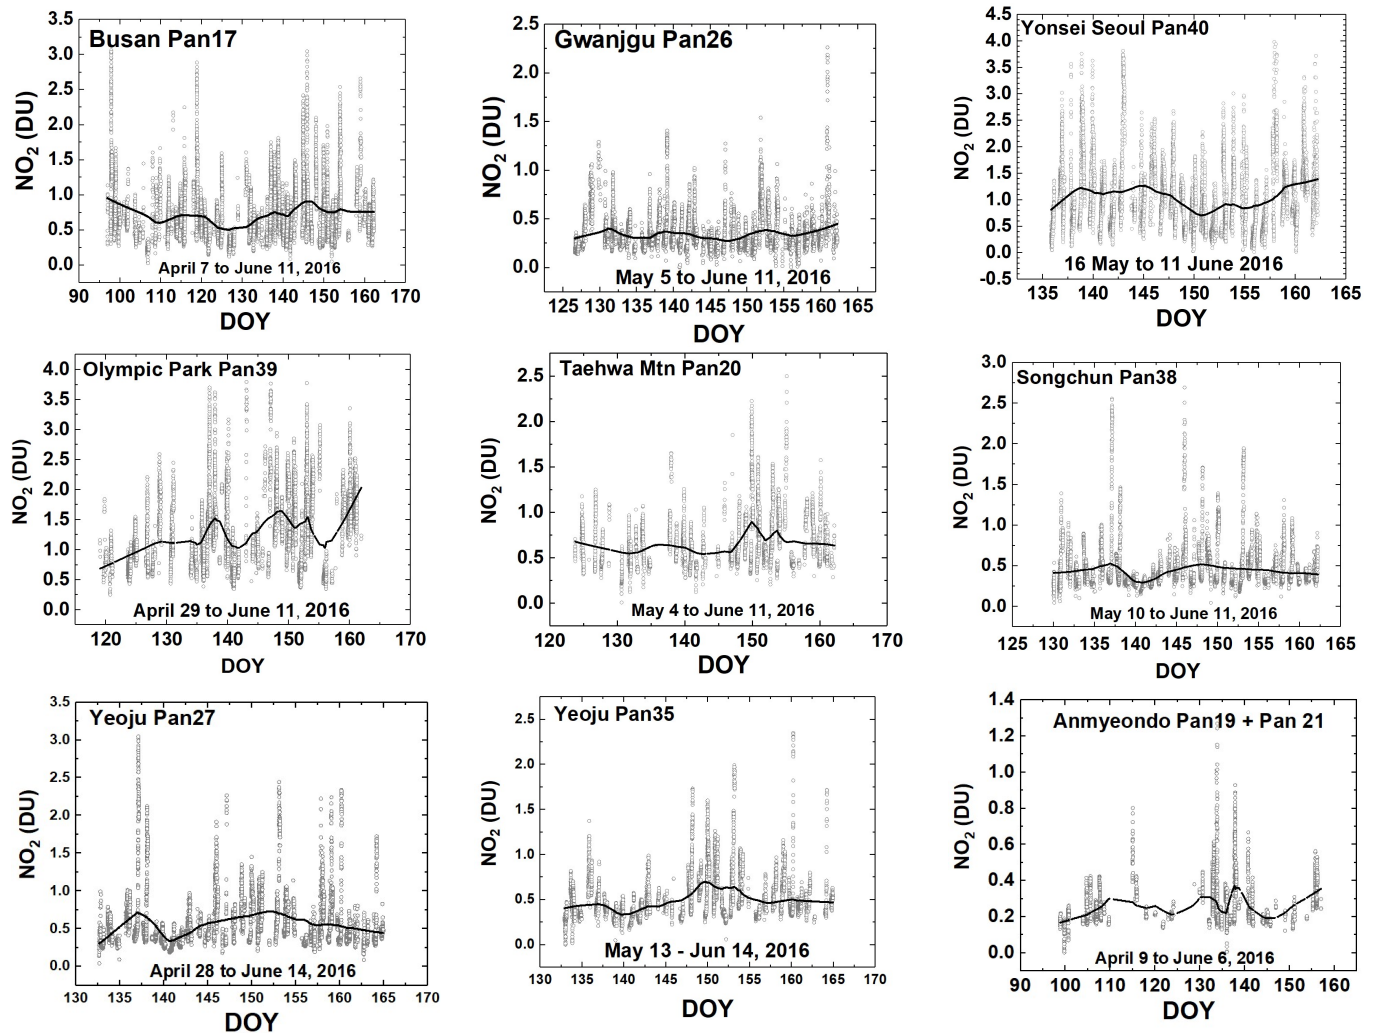 Busan Pan17
NO2 (DU)
3.5
3.0
2.5
2.0
1.5
1.0
0.5
0.0
April 7 to June 11, 2016
90 100 110 120 130 140 150 160 170
DOY
Gwanjgu Pan26
NO2 (DU)
2.5
2.0
1.5
1.0
0.5
0.0
May 5 to June 11, 2016
125 130 135 140 145 150 155 160 165
DOY
Yonsei Seoul Pan40
NO2 (DU)
4.5
4.0
3.5
3.0
2.5
2.0
1.5
1.0
0.5
0.0
-0.5
16 May to 11 June 2016
135 140 145 150 155 160 165
DOY
Olympic Park Pan39
NO2 (DU)
4.0
3.5
3.0
2.5
2.0
1.5
1.0
0.5
0.0
April 29 to June 11, 2016
120 130 140 150 160 170
DOY
Taehwa Mtn Pan20
NO2 (DU)
2.5
2.0
1.5
1.0
0.5
0.0
May 4 to June 11, 2016
120 130 140 150 160 170
DOY
Songchun Pan38
NO2 (DU)
3.0
2.5
2.0
1.5
1.0
0.5
0.0
May 10 to June 11, 2016
125 130 135 140 145 150 155 160 165
DOY
Yeoju Pan27
NO2 (DU)
3.5
3.0
2.5
2.0
1.5
1.0
0.5
0.0
April 28 to June 14, 2016
130 135 140 145 150 155 160 165 170
DOY
Yeoju Pan35
NO2 (DU)
2.5
2.0
1.5
1.0
0.5
0.0
May 13 - Jun 14, 2016
130 135 140 145 150 155 160 165 170
DOY
Anmyeondo Pan19 + Pan 21
NO2 (DU)
1.4
1.2
1.0
0.8
0.6
0.4
0.2
0.0
April 9 to June 6, 2016
90 100 110 120 130 140 150 160
DOY